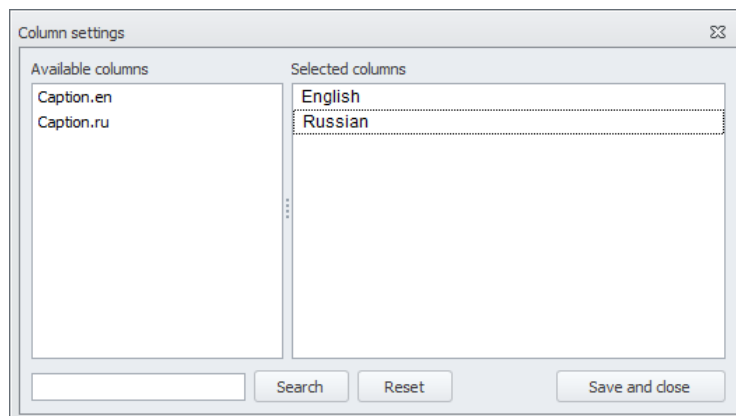 Column settings
Available columns
Selected columns
Caption.en
Caption.ru
English
Russian
Search
Reset
Save and close